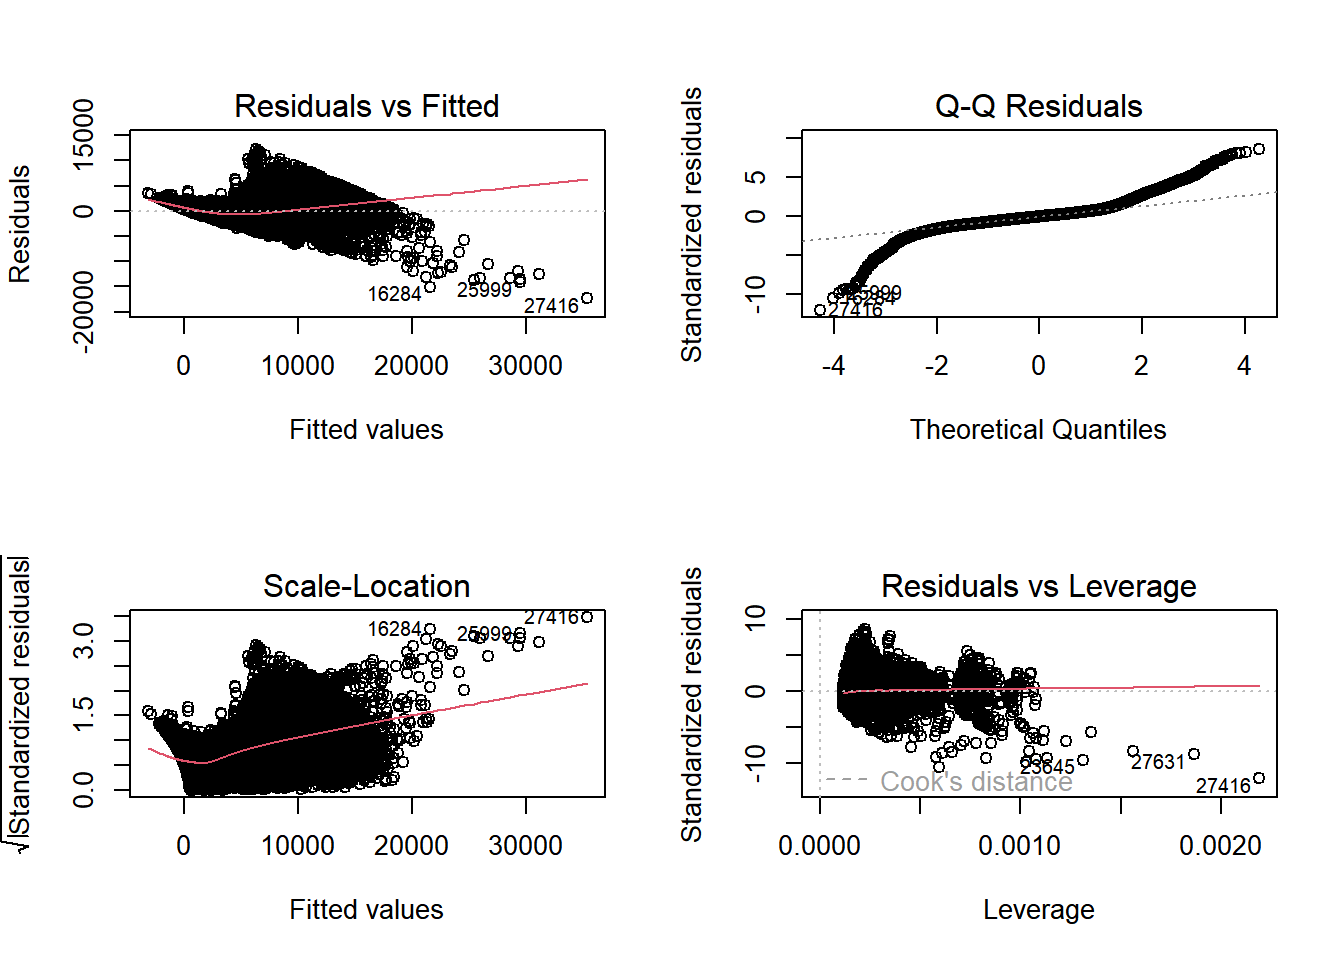 Residuals vs Fitted
Residuals
15000
0
-20000
16284
25999
27416
0 10000 20000 30000
Fitted values
Q-Q Residuals
Standardized residuals
5
0
-10
25999
16284
27416
-4 -2 0 2 4
Theoretical Quantiles
Scale-Location
√|Standardized residuals|
3.0
1.5
0.0
16284
25999
27416
0 10000 20000 30000
Fitted values
Residuals vs Leverage
Standardized residuals
10
0
-10
23645
27631
27416
Cook's distance
0.0000 0.0010 0.0020
Leverage